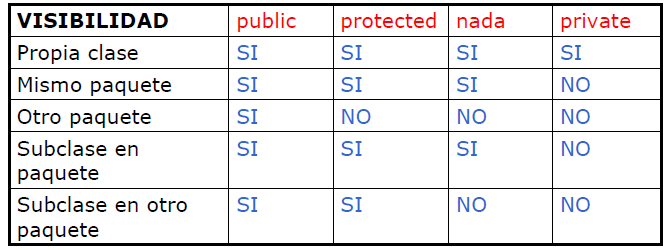 VISIBILIDAD public protected nada private
Propia clase SI SI SI SI
Mismo paquete SI SI SI NO
Otro paquete SI NO NO NO
Subclase en SI SI SI NO
paquete
Subclase en otro SI SI NO NO
paquete